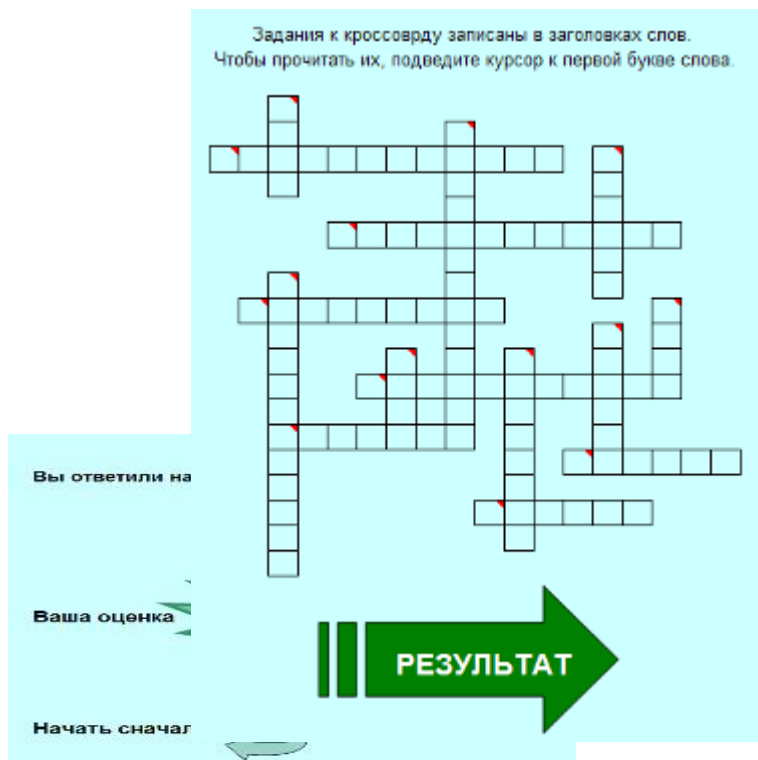 Задания к кроссврду записаны в заголовках слов.
Чтобы прочитать их, подведите курсор к первой букве слова.
Вы ответили на
Ваша оценка
РЕЗУЛЬТАТ
Начать сначал